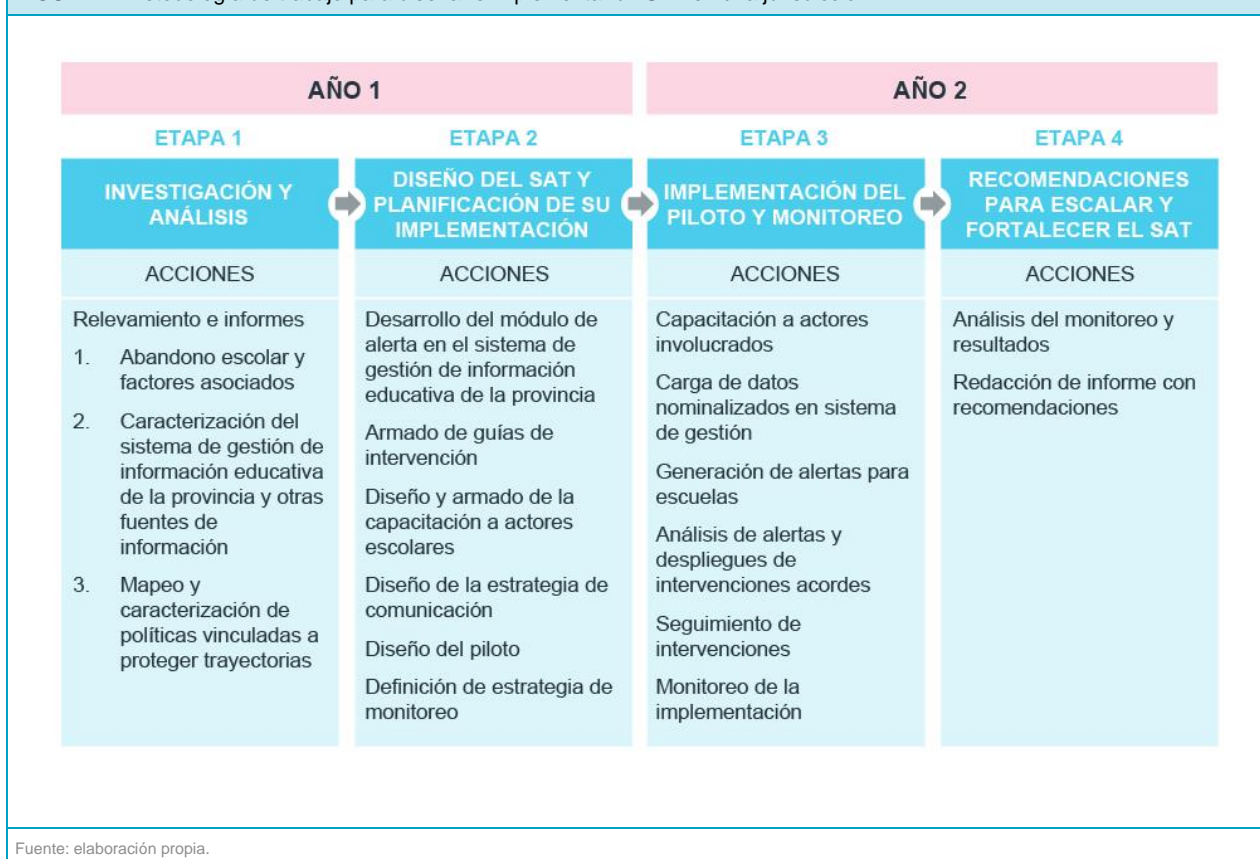 AÑO 1
AÑO 2
ETAPA 1
ETAPA 2
ETAPA 3
ETAPA 4
INVESTIGACIÓN Y
ANÁLISIS
DISEÑO DEL SAT Y
PLANIFICACIÓN DE SU
IMPLEMENTACIÓN
IMPLEMENTACIÓN DEL
PILOTO Y MONITOREO
RECOMENDACIONES
PARA ESCALAR Y
FORTALECER EL SAT
ACCIONES
ACCIONES
ACCIONES
ACCIONES
Relevamiento e informes
1. Abandono escolar y
factores asociados
2. Caracterización del
sistema de gestión de
información educativa
de la provincia y otras
fuentes de
información
3. Mapeo y
caracterización de
políticas vinculadas a
proteger trayectorias
Desarrollo del módulo de
alerta en el sistema de
gestión de información
educativa de la provincia
Armado de guías de
intervención
Diseño y armado de la
capacitación a actores
escolares
Diseño de la estrategia de
comunicación
Diseño del piloto
Definición de estrategia de
monitoreo
Capacitación a actores
involucrados
Carga de datos
nominalizados en sistema
de gestión
Generación de alertas para
escuelas
Análisis de alertas y
despliegues de
intervenciones acordes
Seguimiento de
intervenciones
Monitoreo de la
implementación
Análisis del monitoreo y
resultados
Redacción de informe con
recomendaciones
Fuente: elaboración propia.